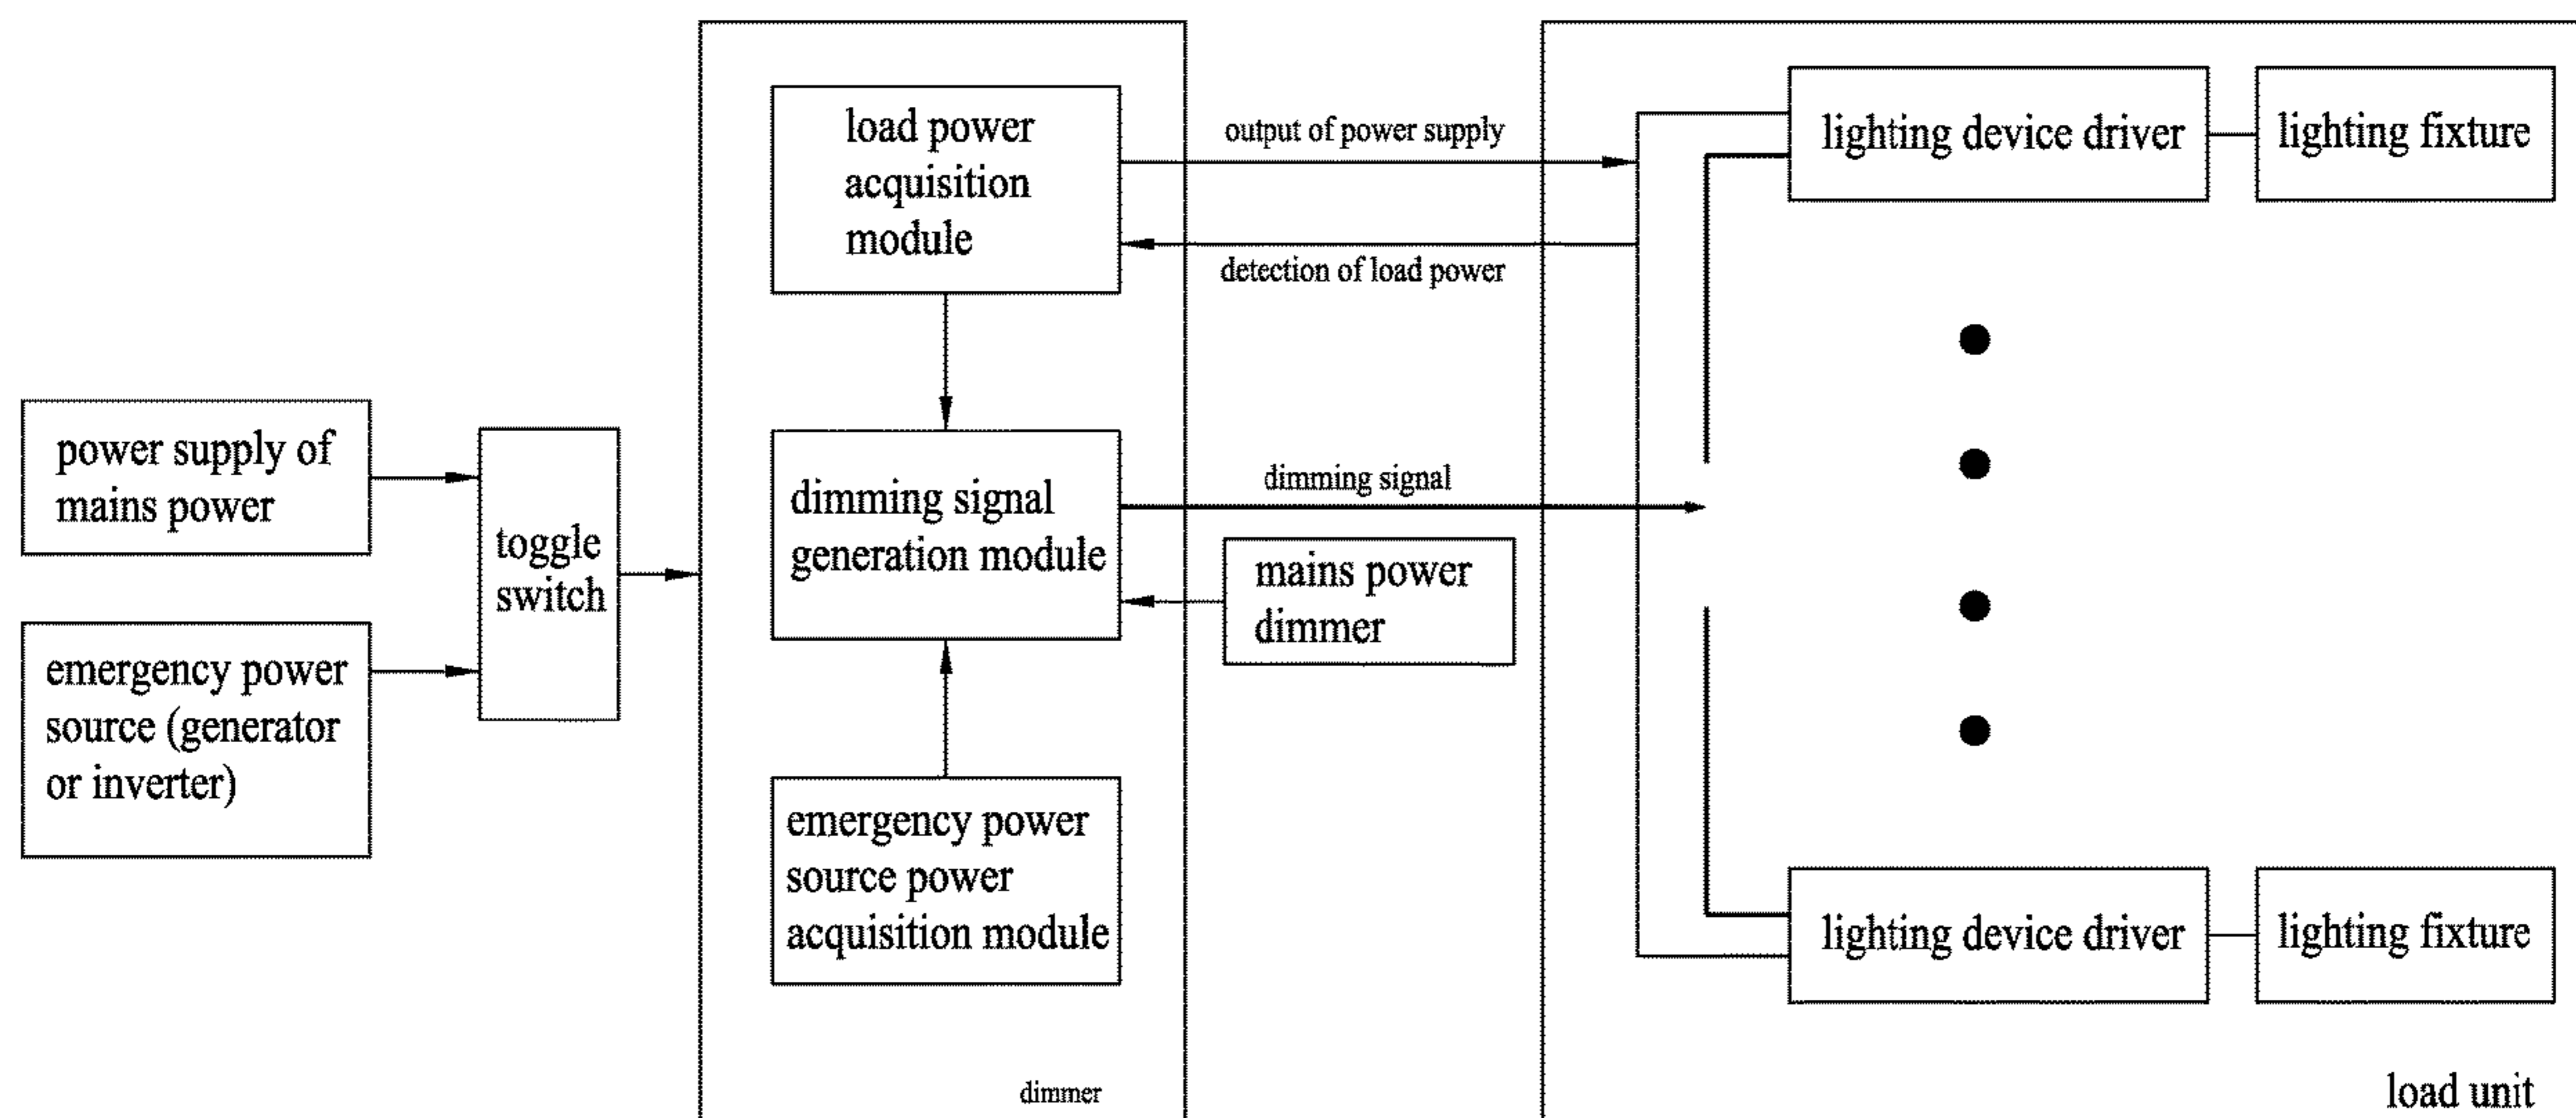 power supply of
mains power
emergency power
source (generator
or inverter)
toggle
switch
load power
acquisition
module
dimming signal
generation module
emergency power
source power
acquisition module
dimmer
output of power supply
detection of load power
dimming signal
mains power
dimmer
lighting device driver
lighting fixture
lighting device driver
lighting fixture
load unit